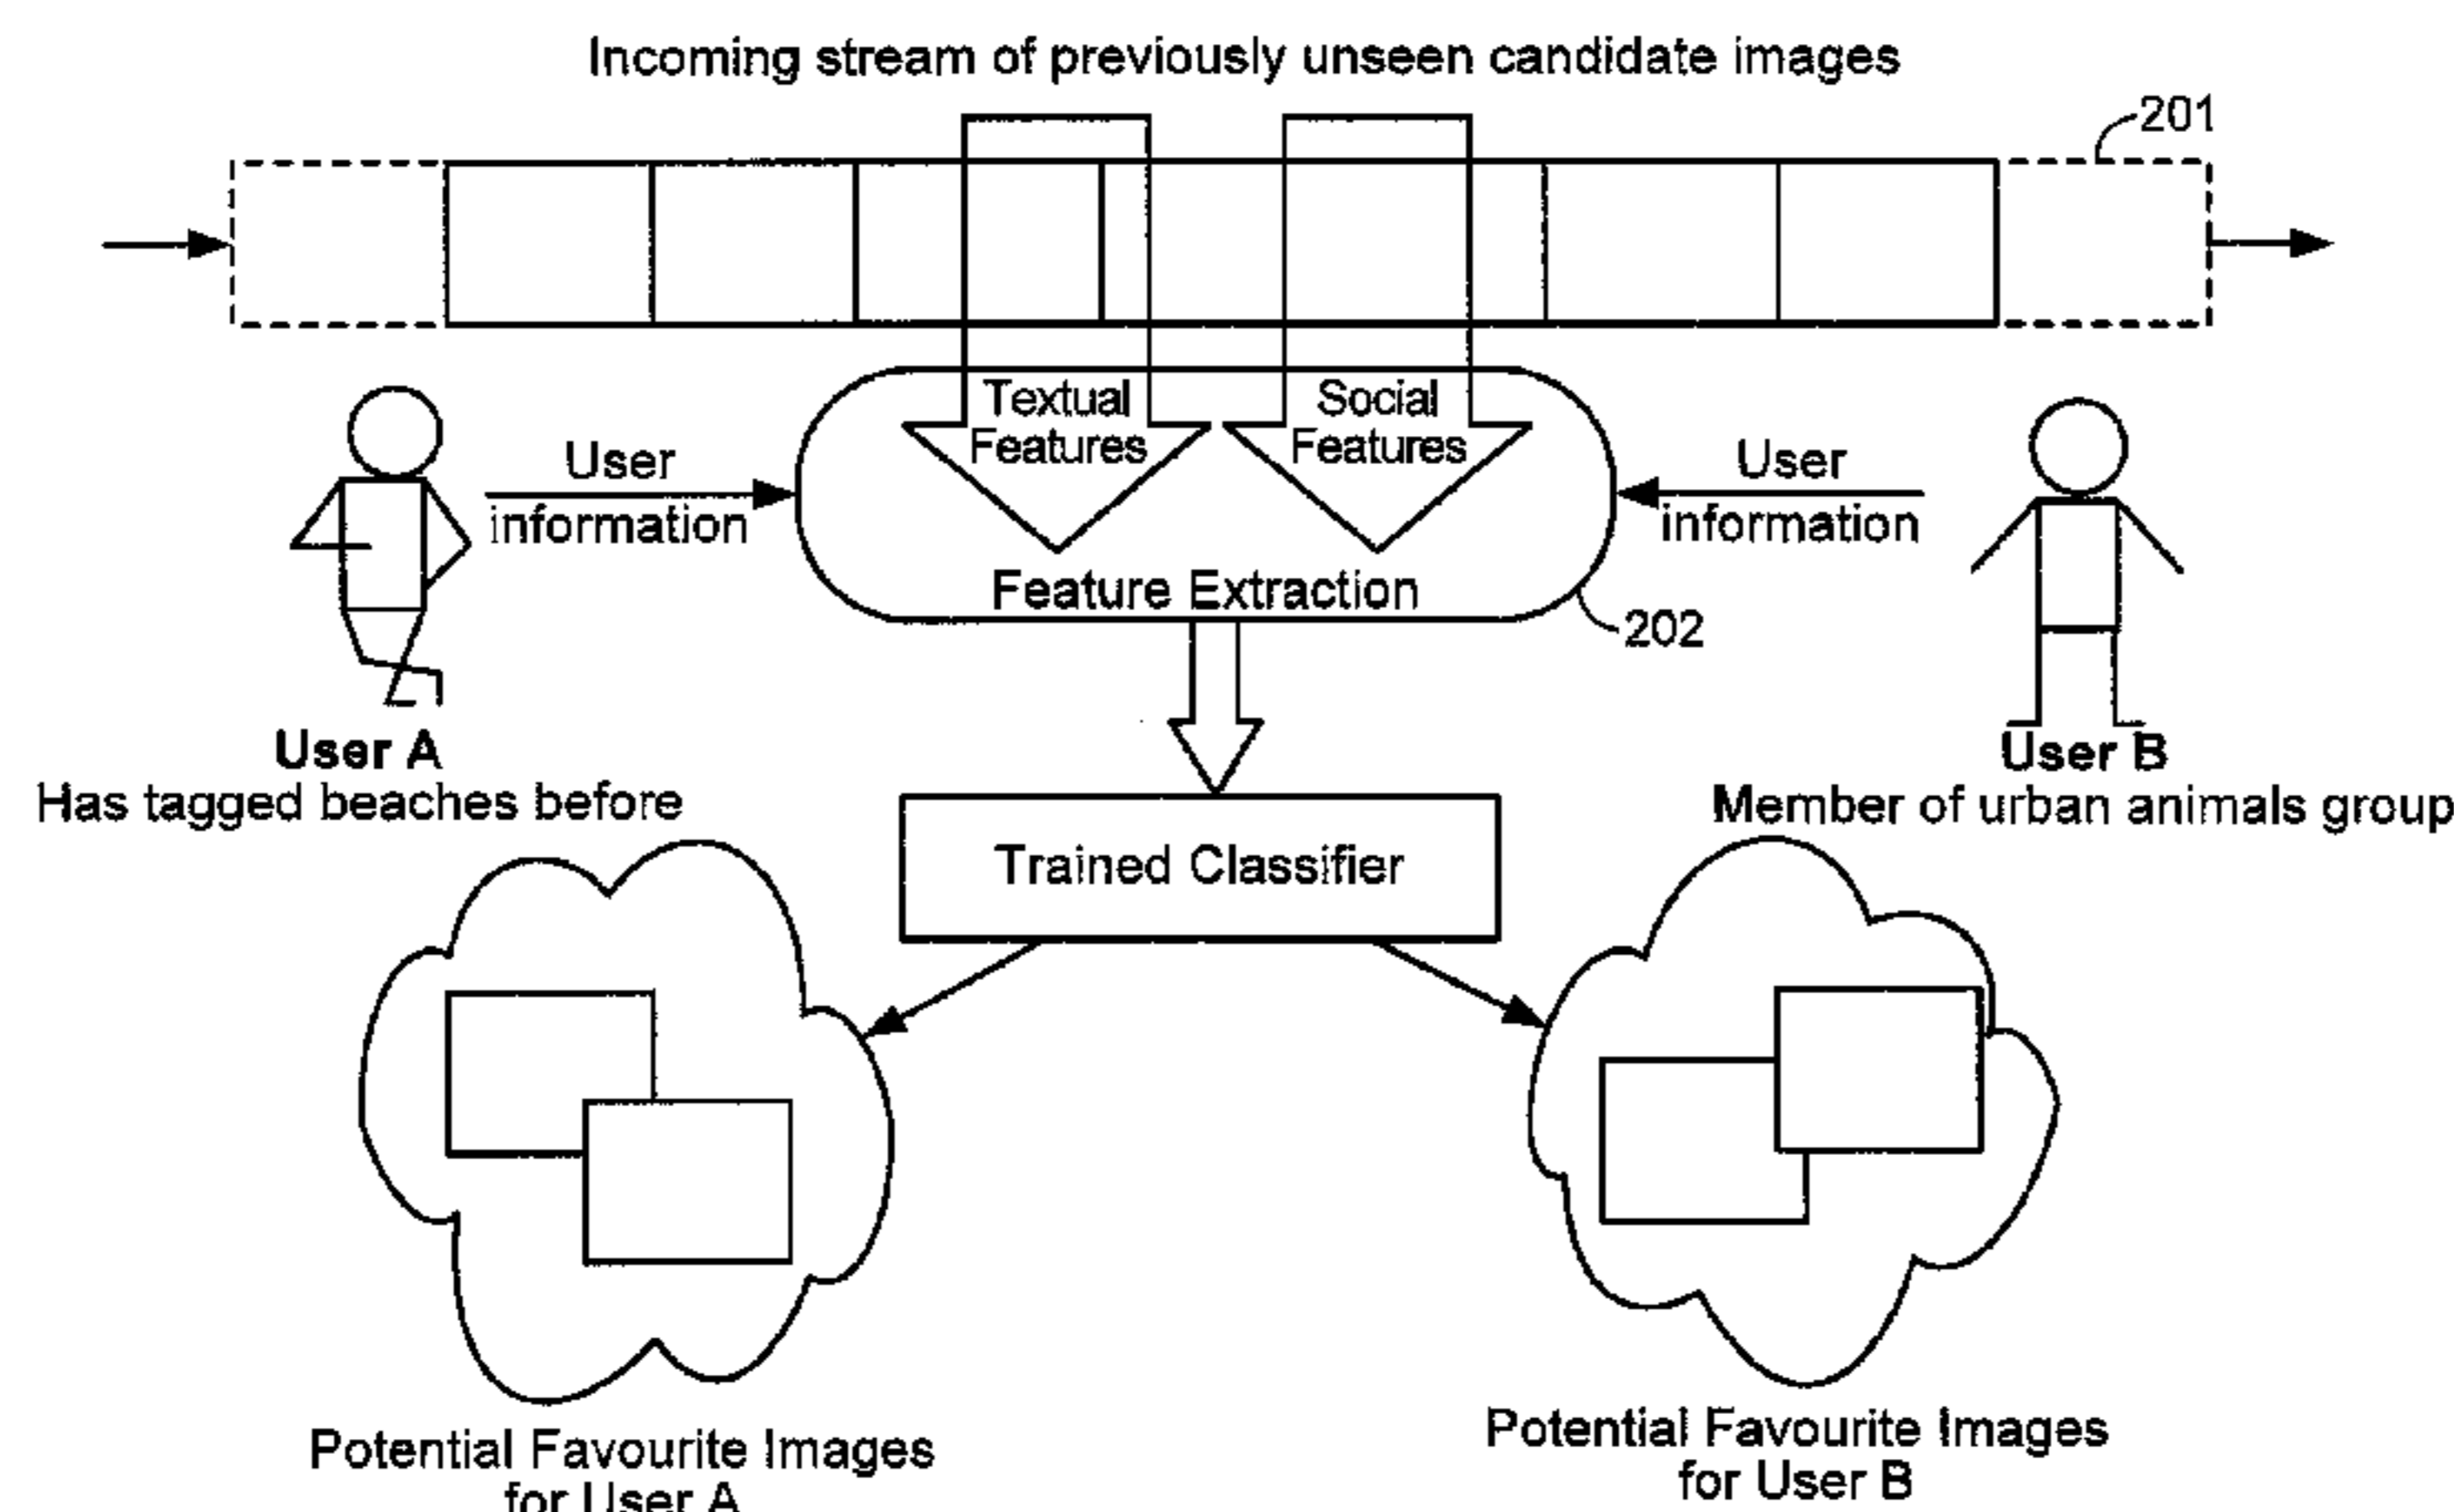 Incoming stream of previously unseen candidate images
201
Textual
Features
Social
Features
User
information
User
information
Feature Extraction
202
User A
Has tagged beaches before
User B
Member of urban animals group
Trained Classifier
Potential Favourite Images
for User A
Potential Favourite Images
for User B